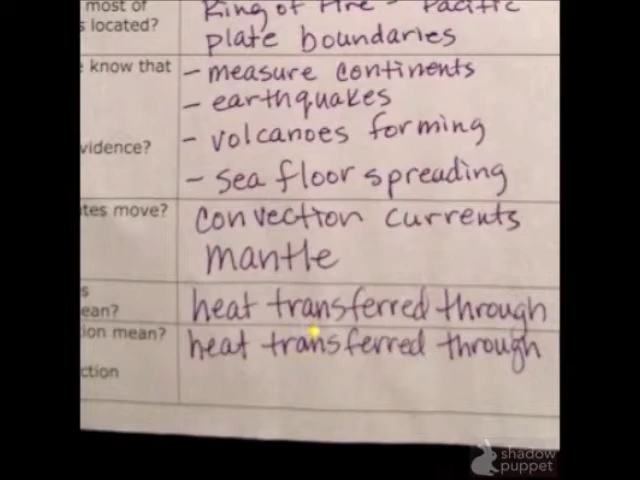 most of Ring of Fire - Pacific
s located? plate boundaries
know that - measure continents
- earthquakes
- volcanoes forming
vidence?
- sea floor spreading
tes move? convection currents
mantle
s
ean? heat transferred through
ion mean? heat transferred through
ction
shadow
puppet